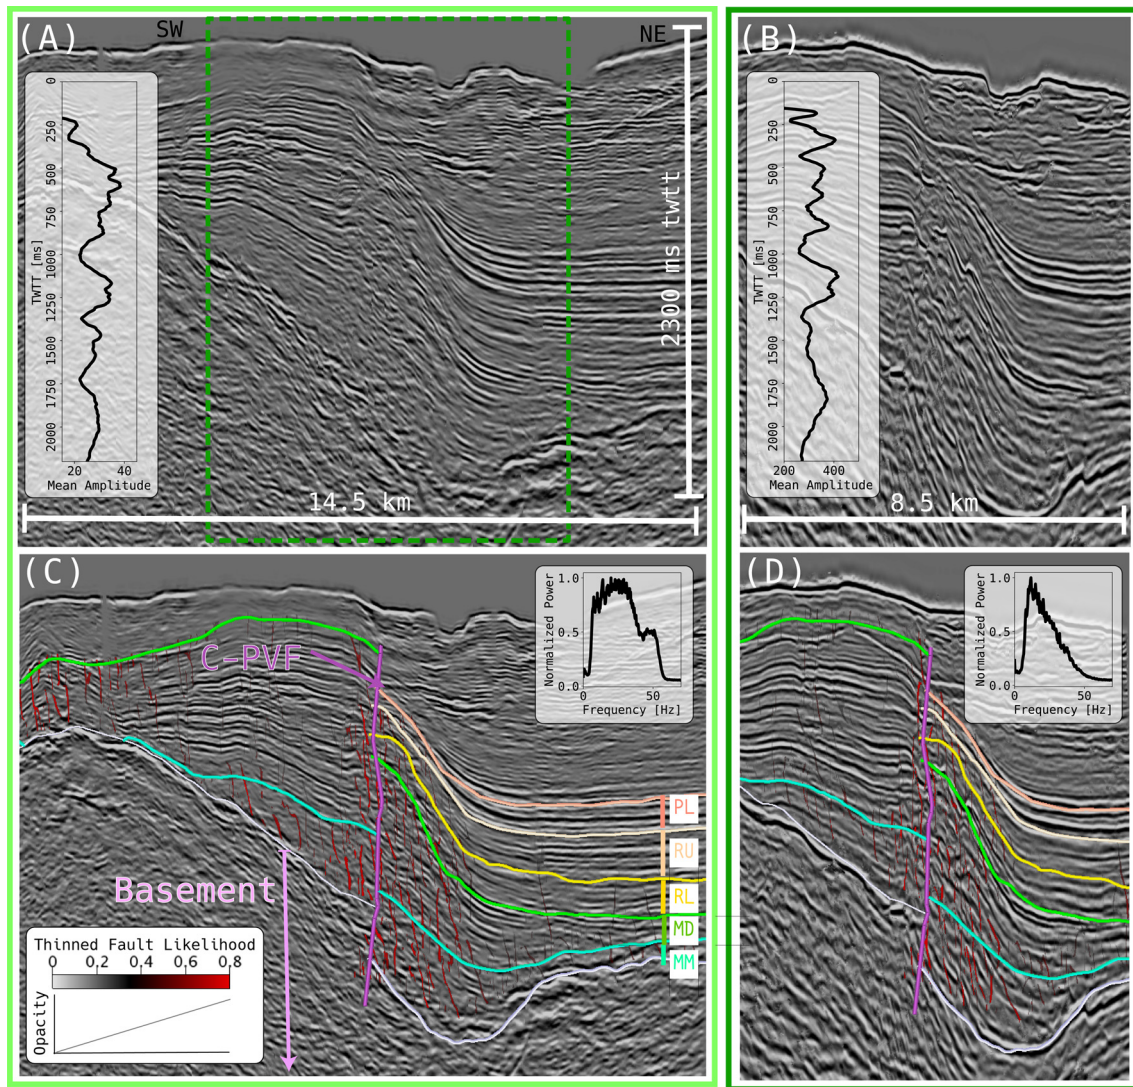 (A)
SW
NE
0
250
500
750
1000
1250
1500
1750
2000
TWTT [ms]
20 40
Mean Amplitude
2300 ms twtt
14.5 km
(B)
0
250
500
750
1000
1250
1500
1750
2000
TWTT [ms]
200 400
Mean Amplitude
8.5 km
(C)
C-PVF
Normalized Power
1.0
0.5
0.0
0 50
Frequency [Hz]
PL
RU
RL
MD
MM
Basement
Thinned Fault Likelihood
0 0.2 0.4 0.6 0.8
Opacity
(D)
Normalized Power
1.0
0.5
0.0
0 50
Frequency [Hz]